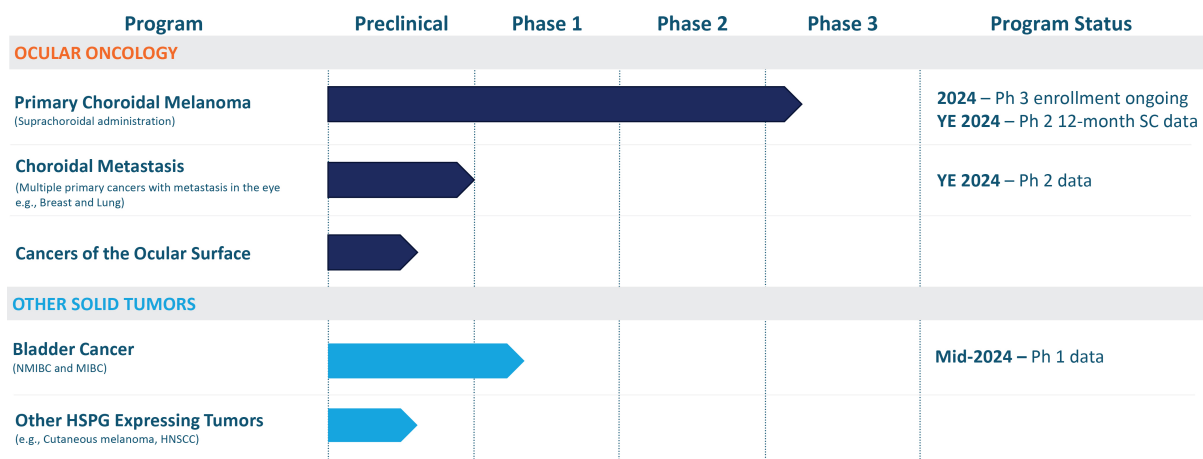 Program Preclinical Phase 1 Phase 2 Phase 3 Program Status
OCULAR ONCOLOGY
Primary Choroidal Melanoma
(Suprachoroidal administration)
2024 – Ph 3 enrollment ongoing
YE 2024 – Ph 2 12-month SC data
Choroidal Metastasis
(Multiple primary cancers with metastasis in the eye
e.g., Breast and Lung)
YE 2024 – Ph 2 data
Cancers of the Ocular Surface
OTHER SOLID TUMORS
Bladder Cancer
(NMIBC and MIBC)
Mid-2024 – Ph 1 data
Other HSPG Expressing Tumors
(e.g., Cutaneous melanoma, HNSCC)